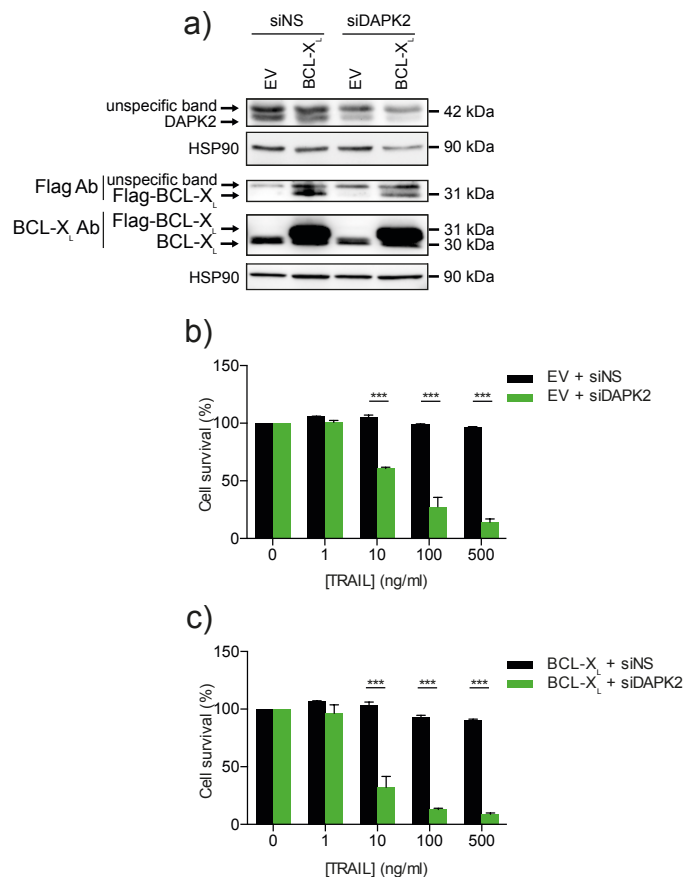 a)
siNS siDAPK2
EV BCL-XL EV BCL-XL
unspecific band
DAPK2
42 kDa
HSP90
90 kDa
Flag Ab
unspecific band
Flag-BCL-XL
31 kDa
BCL-XL Ab
Flag-BCL-XL
BCL-XL
31 kDa
30 kDa
HSP90
90 kDa
b)
150
100
50
0
Cell survival (%)
*** *** ***
0 1 10 100 500
[TRAIL] (ng/ml)
EV + siNS
EV + siDAPK2
c)
150
100
50
0
Cell survival (%)
*** *** ***
0 1 10 100 500
[TRAIL] (ng/ml)
BCL-XL + siNS
BCL-XL + siDAPK2